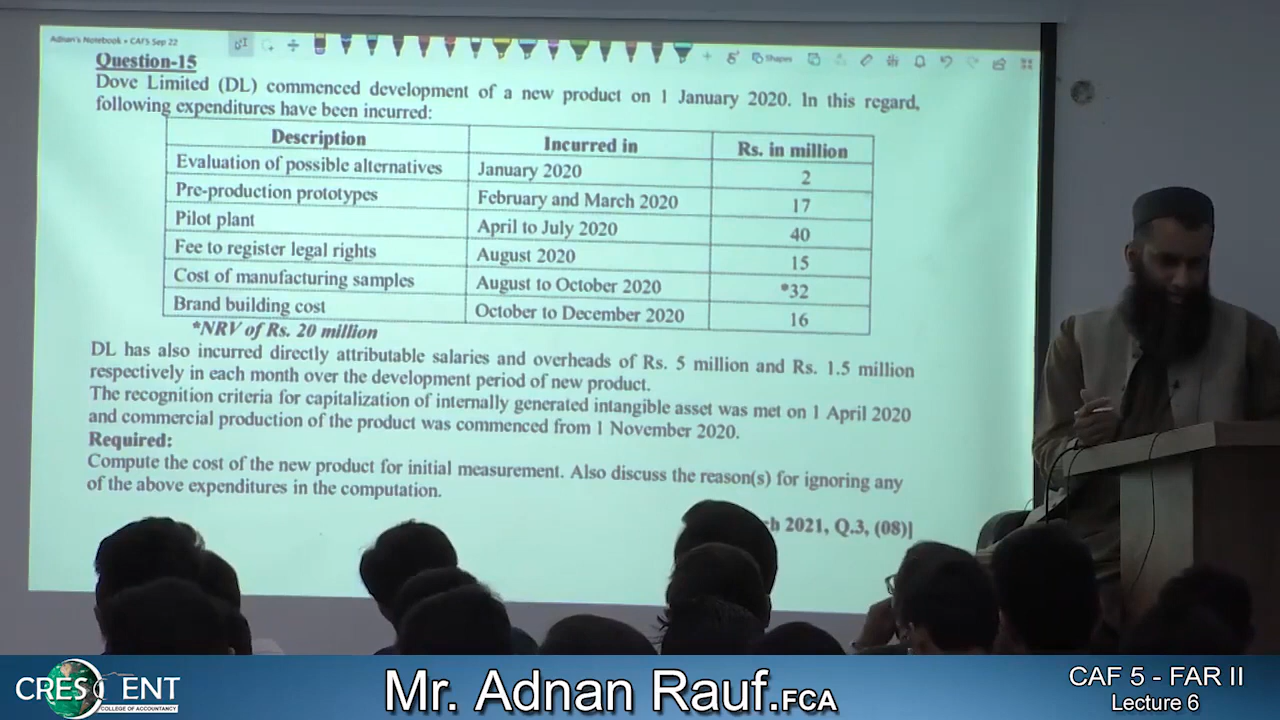 Adnan's Notebook • CAF5 Sep 22
Shapes
Question-15
Dove Limited (DL) commenced development of a new product on 1 January 2020. In this regard,
following expenditures have been incurred:
Description Incurred in Rs. in million
Evaluation of possible alternatives January 2020 2
Pre-production prototypes February and March 2020 17
Pilot plant April to July 2020 40
Fee to register legal rights August 2020 15
Cost of manufacturing samples August to October 2020 *32
Brand building cost October to December 2020 16
*NRV of Rs. 20 million
DL has also incurred directly attributable salaries and overheads of Rs. 5 million and Rs. 1.5 million
respectively in each month over the development period of new product.
The recognition criteria for capitalization of internally generated intangible asset was met on 1 April 2020
and commercial production of the product was commenced from 1 November 2020.
Required:
Compute the cost of the new product for initial measurement. Also discuss the reason(s) for ignoring any
of the above expenditures in the computation.
2021, Q.3, (08)]
CRESCENT
COLLEGE OF ACCOUNTANCY
Mr. Adnan Rauf.FCA
CAF 5 - FAR II
Lecture 6